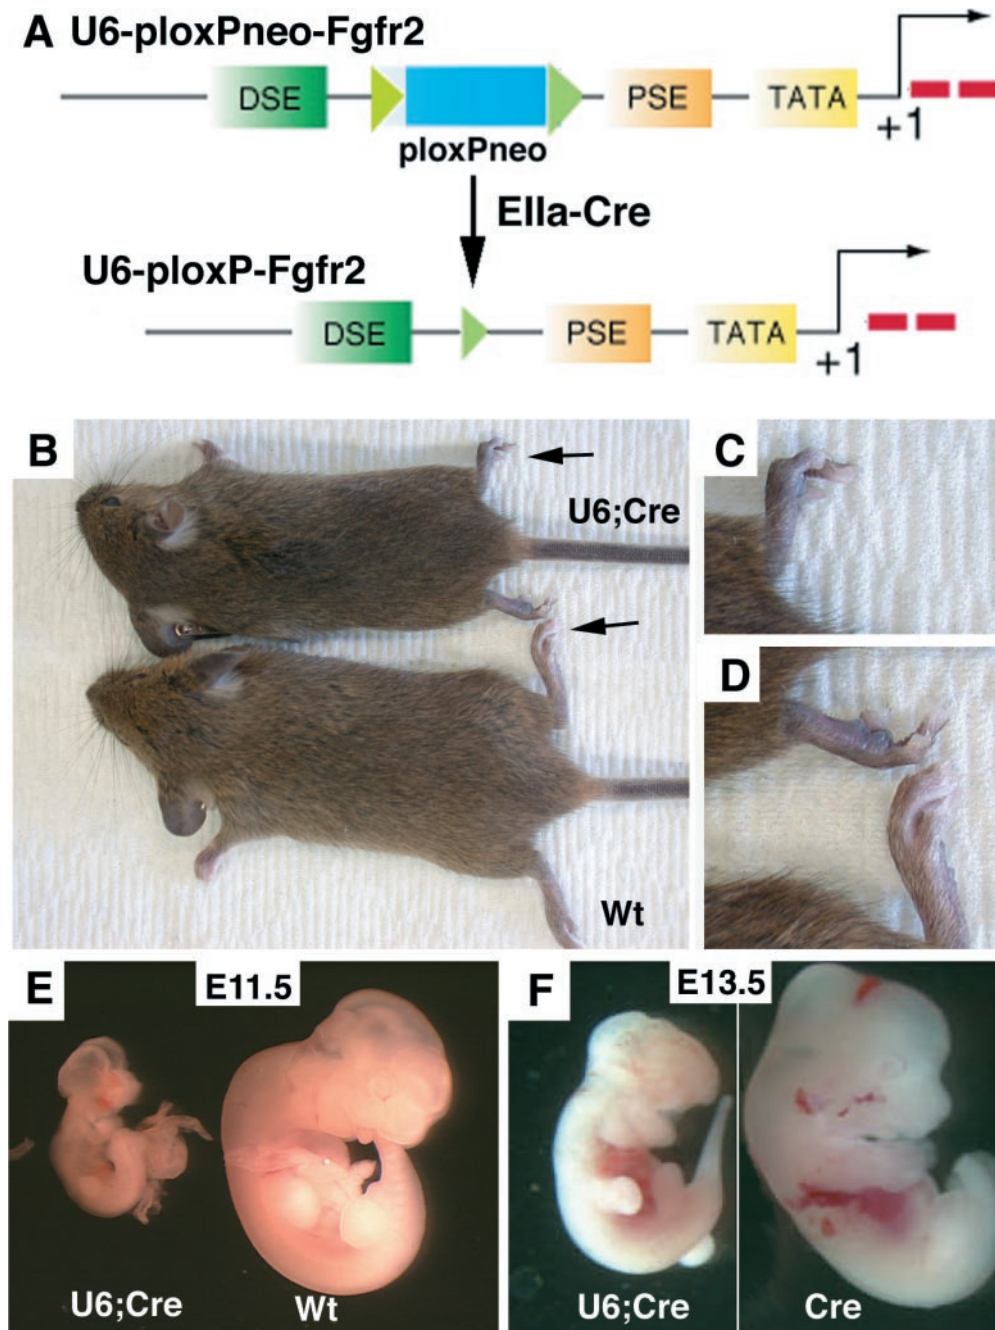 A U6-ploxPneo-Fgfr2
DSE PSE TATA
+1
ploxPneo
EIIa-Cre
U6-ploxP-Fgfr2
DSE PSE TATA
+1
B
U6;Cre
Wt
C
D
E E11.5
U6;Cre Wt
F E13.5
U6;Cre Cre